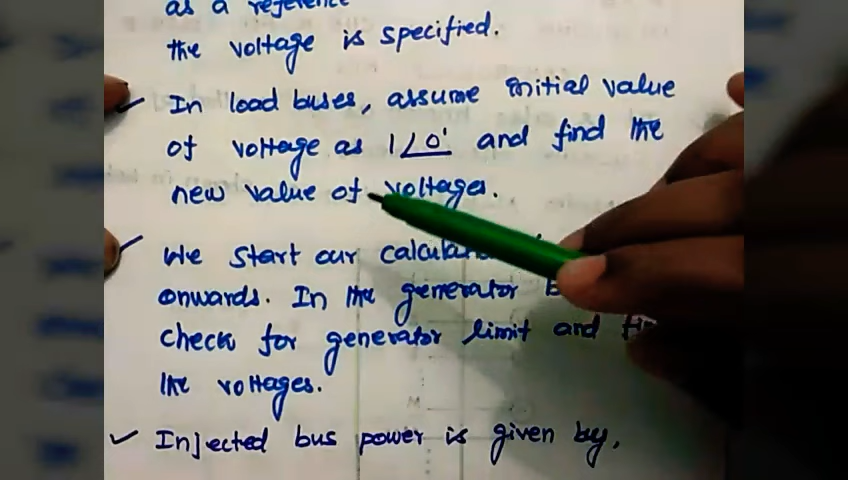 as a reference
the voltage is specified.
✓ In load buses, assume initial value
of voltage as 1∠0° and find the
new value of voltages.
✓ We start our
onwards. In the generator
check for generator limit and
the voltages.
✓ Injected bus power is given by,